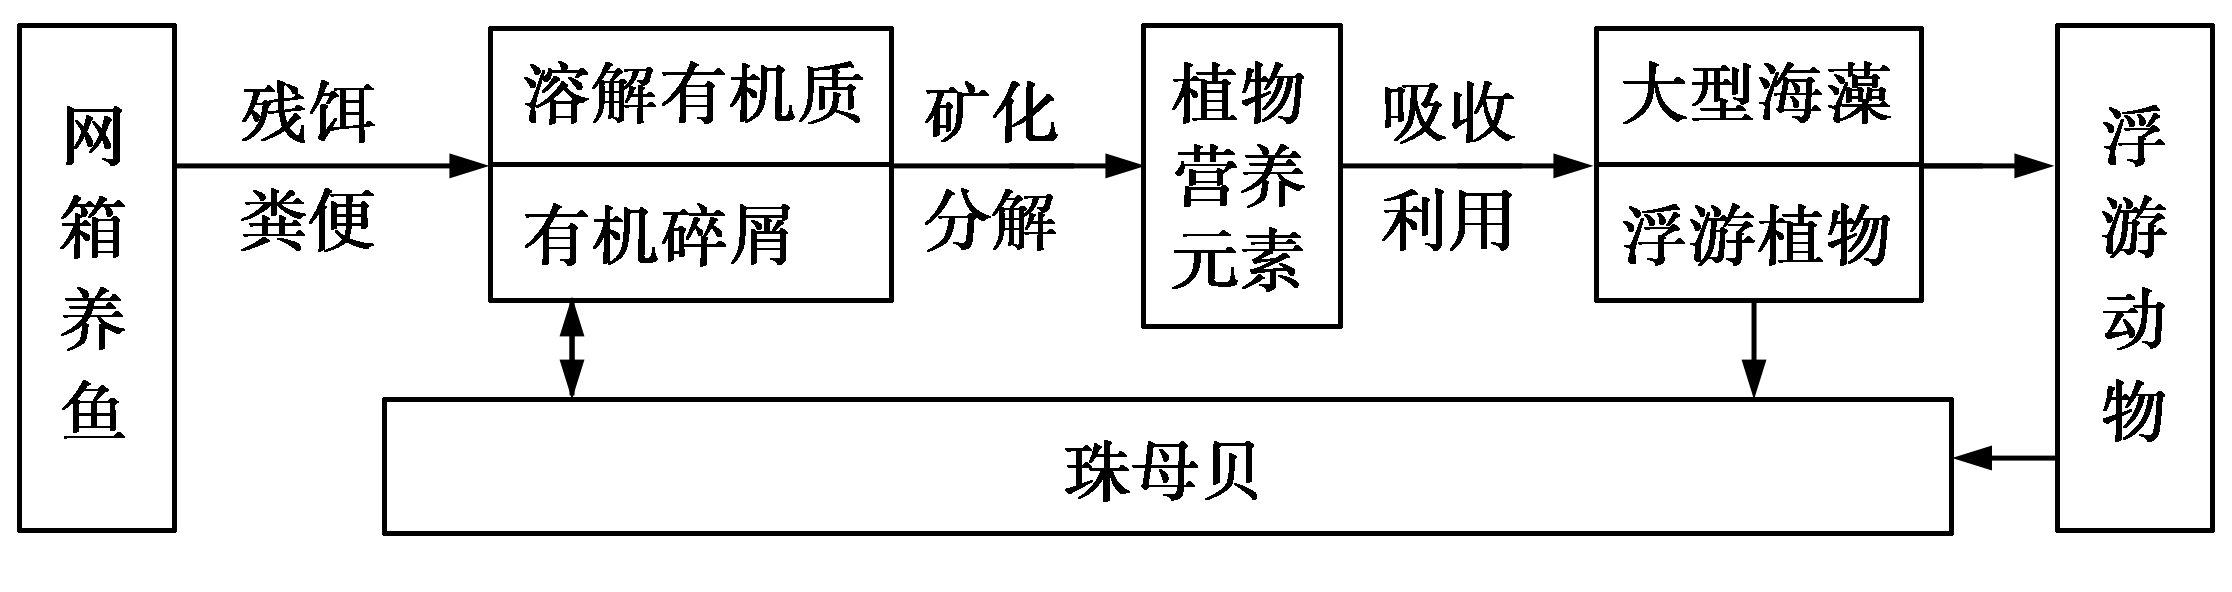 网箱养鱼
残饵
粪便
溶解有机质
有机碎屑
矿化
分解
植物
营养
元素
吸收
利用
大型海藻
浮游植物
浮游动物
珠母贝